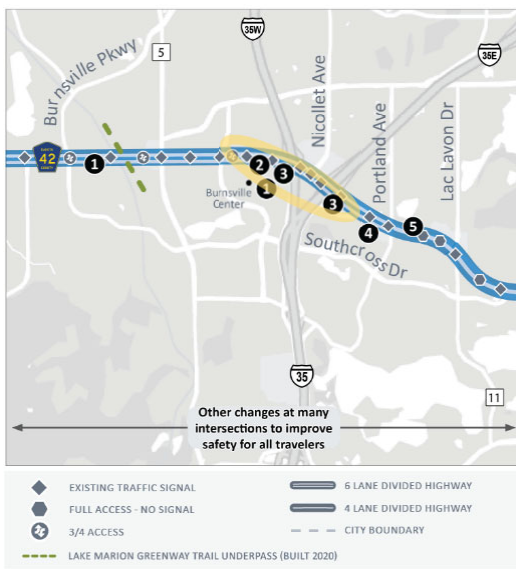 35W
5
35E
Burnsville Pkwy
Nicollet Ave
Portland Ave
Lac Lavon Dr
COUNTY
42
1
2
3
Burnsville
Center
1
3
4
5
Southcross Dr
35
11
Other changes at many
intersections to improve
safety for all travelers
EXISTING TRAFFIC SIGNAL
FULL ACCESS - NO SIGNAL
3/4 ACCESS
LAKE MARION GREENWAY TRAIL UNDERPASS (BUILT 2020)
6 LANE DIVIDED HIGHWAY
4 LANE DIVIDED HIGHWAY
CITY BOUNDARY